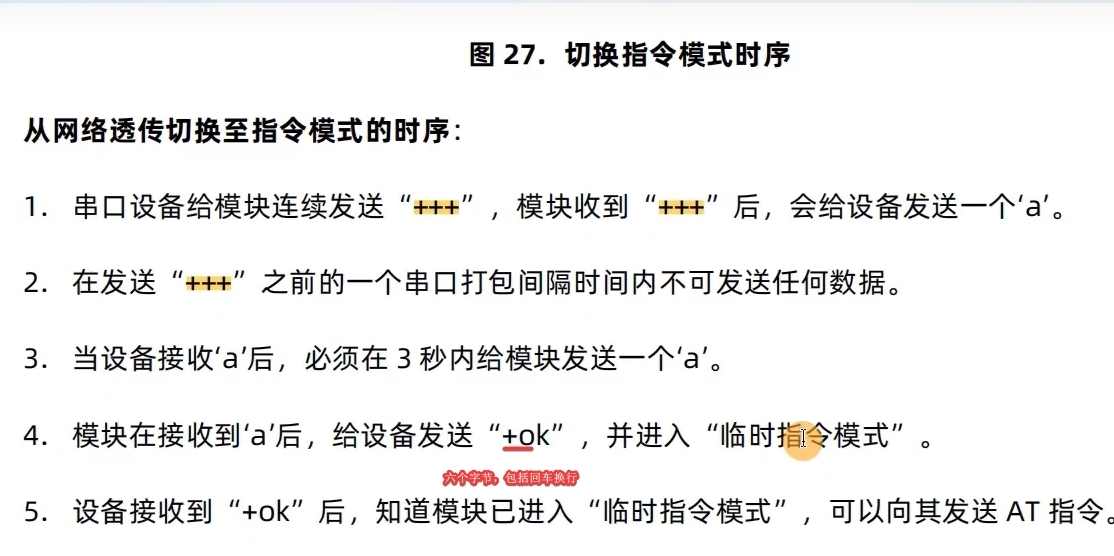 图 27. 切换指令模式时序
从网络透传切换至指令模式的时序：
1. 串口设备给模块连续发送“+++”，模块收到“+++”后，会给设备发送一个‘a’。
2. 在发送“+++”之前的一个串口打包间隔时间内不可发送任何数据。
3. 当设备接收‘a’后，必须在 3 秒内给模块发送一个‘a’。
4. 模块在接收到‘a’后，给设备发送“+ok”，并进入“临时指令模式”。
六个字节，包括回车换行
5. 设备接收到“+ok”后，知道模块已进入“临时指令模式”，可以向其发送 AT 指令。